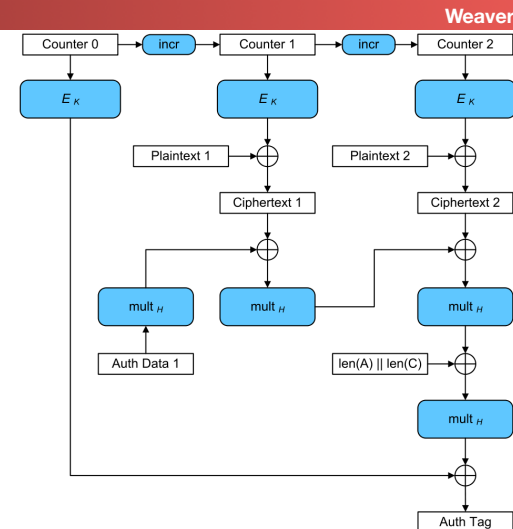 Weaver
Counter 0 incr Counter 1 incr Counter 2
E K E K E K
Plaintext 1 Plaintext 2
Ciphertext 1 Ciphertext 2
mult H mult H mult H
Auth Data 1 len(A) || len(C)
mult H
Auth Tag